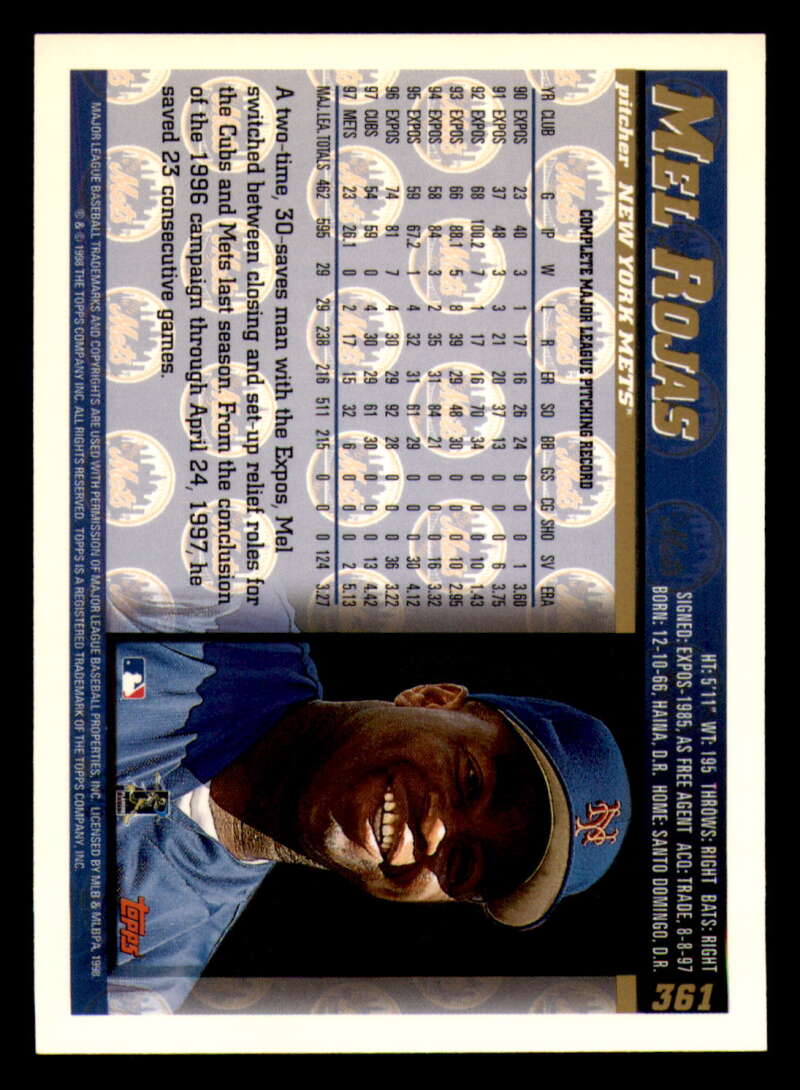 MEL ROJAS
pitcher NEW YORK METS™
HT: 5'11" WT: 195 THROWS: RIGHT BATS: RIGHT
SIGNED: EXPOS-1985, AS FREE AGENT ACQ: TRADE, 8-8-97
BORN: 12-10-66, HAINA, D.R. HOME: SANTO DOMINGO, D.R.
361
COMPLETE MAJOR LEAGUE PITCHING RECORD
YR CLUB G IP W L R ER SO BB GS CG SHO SV ERA
90 EXPOS 23 40 3 1 17 16 26 24 0 0 0 1 3.60
91 EXPOS 37 48 3 3 21 20 37 13 0 0 0 6 3.75
92 EXPOS 68 100.2 7 1 17 16 70 34 0 0 0 10 1.43
93 EXPOS 66 88.1 5 8 39 29 48 30 0 0 0 10 2.95
94 EXPOS 58 84 3 2 35 31 84 21 0 0 0 16 3.32
95 EXPOS 59 67.2 1 4 32 31 61 29 0 0 0 30 4.12
96 EXPOS 74 81 7 4 30 29 92 28 0 0 0 36 3.22
97 CUBS 54 59 0 4 30 29 61 30 0 0 0 13 4.42
97 METS 23 26.1 0 2 17 15 32 6 0 0 0 2 5.13
MAJ. LEA. TOTALS 462 595 29 29 238 216 511 215 0 0 0 124 3.27
A two-time, 30-saves man with the Expos, Mel
switched between closing and set-up relief roles for
the Cubs and Mets last season. From the conclusion
of the 1996 campaign through April 24, 1997, he
saved 23 consecutive games.
topps
MAJOR LEAGUE BASEBALL TRADEMARKS AND COPYRIGHTS ARE USED WITH PERMISSION OF MAJOR LEAGUE BASEBALL PROPERTIES, INC. LICENSED BY MLB & MLBPA, 1998.
® & © 1998 THE TOPPS COMPANY, INC. ALL RIGHTS RESERVED. TOPPS IS A REGISTERED TRADEMARK OF THE TOPPS COMPANY, INC.